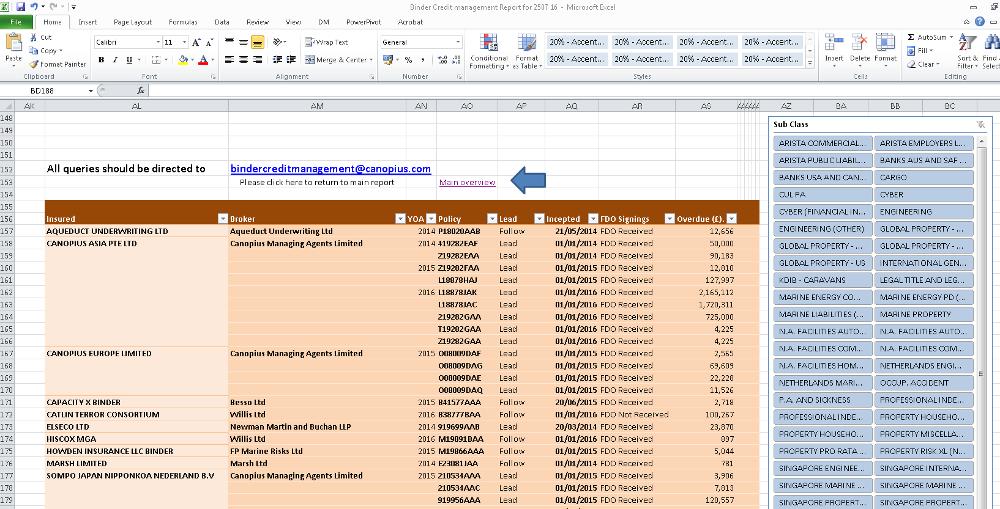 Binder Credit management Report for 2507 16 - Microsoft Excel
File Home Insert Page Layout Formulas Data Review View DM PowerPivot Acrobat
Paste Cut Copy Format Painter Clipboard
Calibri 11 B I U Font
Wrap Text Merge & Center Alignment
General % , Number
Conditional Formatting Format as Table
20% - Accent... 20% - Accent... 20% - Accent... 20% - Accent...
20% - Accent... 20% - Accent... 20% - Accent... 20% - Accent...
Styles
Insert Delete Format Cells
Σ AutoSum Fill Clear Sort & Filter Find Select Editing
BD188 fx
AK AL AM AN AO AP AQ AR AS AZ BA BB BC
148
149
150
151
152 All queries should be directed to bindercreditmanagement@canopius.com
153 Please click here to return to main report Main overview
154
155
156 Insured Broker YOA Policy Lead Incepted FDO Signings Overdue (£).
157 AQUEDUCT UNDERWRITING LTD Aqueduct Underwriting Ltd 2014 P18020AAB Follow 21/05/2014 FDO Received 12,656
158 CANOPIUS ASIA PTE LTD Canopius Managing Agents Limited 2014 419282EAF Lead 01/01/2014 FDO Received 50,000
159 Z19282EAA Lead 01/01/2014 FDO Received 90,183
160 2015 Z19282FAA Lead 01/01/2015 FDO Received 12,810
161 L18878HAJ Lead 01/01/2015 FDO Received 127,997
162 2016 L18878JAK Lead 01/01/2016 FDO Received 2,165,112
163 L18878JAC Lead 01/01/2016 FDO Received 1,720,311
164 219282GAA Lead 01/01/2016 FDO Received 725,000
165 T19282GAA Lead 01/01/2016 FDO Received 4,225
166 Z19282GAA Lead 01/01/2016 FDO Received 4,225
167 CANOPIUS EUROPE LIMITED Canopius Managing Agents Limited 2015 O08009DAF Lead 01/01/2015 FDO Received 2,565
168 O08009DAG Lead 01/01/2015 FDO Received 69,609
169 O08009DAE Lead 01/01/2015 FDO Received 22,228
170 O08009DAQ Lead 01/01/2015 FDO Received 11,526
171 CAPACITY X BINDER Besso Ltd 2015 B41577AAA Follow 20/06/2015 FDO Received 2,718
172 CATLIN TERROR CONSORTIUM Willis Ltd 2016 B38777BAA Follow 01/01/2016 FDO Not Received 100,267
173 ELSECO LTD Newman Martin and Buchan LLP 2014 919699AAB Lead 20/03/2014 FDO Received 23,870
174 HISCOX MGA Willis Ltd 2016 M19891BAA Follow 01/01/2016 FDO Received 897
175 HOWDEN INSURANCE LLC BINDER FP Marine Risks Ltd 2015 M19866AAA Follow 01/01/2015 FDO Received 5,044
176 MARSH LIMITED Marsh Ltd 2014 E23081JAA Follow 01/01/2014 FDO Received 781
177 SOMPO JAPAN NIPPONKOA NEDERLAND B.V Canopius Managing Agents Limited 2015 210534AAA Lead 01/01/2015 FDO Received 3,906
178 210534AAC Lead 01/01/2015 FDO Received 7,813
179 919956AAA Lead 01/01/2015 FDO Received 120,557
Sub Class
ARISTA COMMERCIAL... ARISTA EMPLOYERS L...
ARISTA PUBLIC LIABIL... BANKS AUS AND SAF ...
BANKS USA AND CAN... CARGO
CUL PA CYBER
CYBER (FINANCIAL IN... ENGINEERING
ENGINEERING (OTHER) GLOBAL PROPERTY - ...
GLOBAL PROPERTY - ... GLOBAL PROPERTY - ...
GLOBAL PROPERTY - US INTERNATIONAL GEN...
KDIB - CARAVANS LEGAL TITLE AND LEG...
MARINE ENERGY CO... MARINE ENERGY PD (...
MARINE LIABILITIES (... MARINE PROPERTY
N.A. FACILITIES AUTO... N.A. FACILITIES AUTO...
N.A. FACILITIES COM... N.A. FACILITIES COM...
N.A. FACILITIES HOM... NETHERLANDS ENGI...
NETHERLANDS MARI... OCCUP. ACCIDENT
P.A. AND SICKNESS PROFESSIONAL INDE...
PROFESSIONAL INDE... PROPERTY HOUSEHO...
PROPERTY HOUSEHO... PROPERTY MISCELLA...
PROPERTY PRO RATA ... PROPERTY RISK XL (N...
SINGAPORE ENGINEE... SINGAPORE INTERNA...
SINGAPORE MARINE ... SINGAPORE MARINE ...
SINGAPORE PROPERT... SINGAPORE PROPERT...